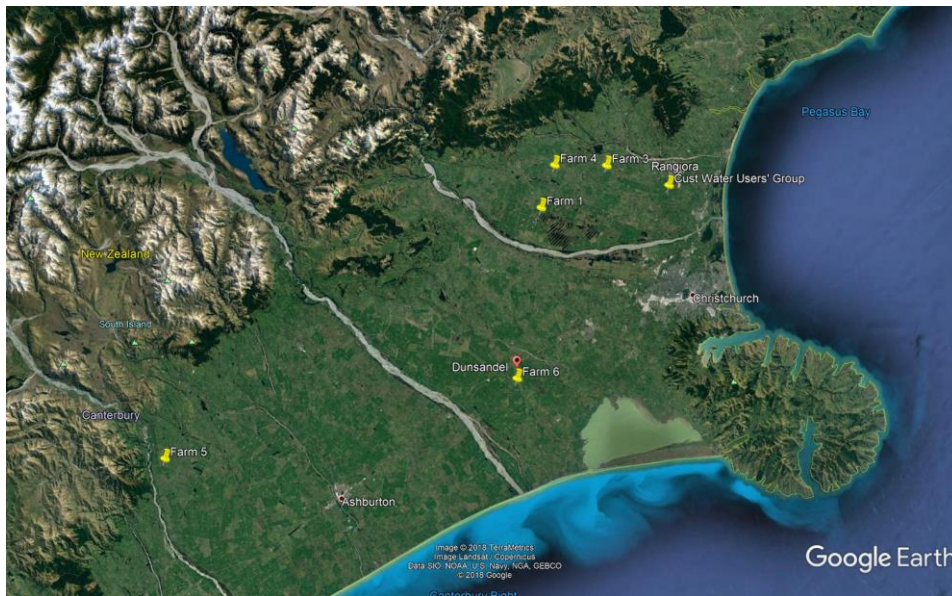 Pegasus Bay
Farm 4
Farm 3
Rangiora
Cust Water Users' Group
Farm 1
New Zealand
Christchurch
South Island
Dunsandel
Farm 6
Canterbury
Farm 5
Ashburton
Image © 2018 TerraMetrics
Image Landsat / Copernicus
Data SIO, NOAA, U.S. Navy, NGA, GEBCO
© 2018 Google
Google Earth
Canterbury Bight